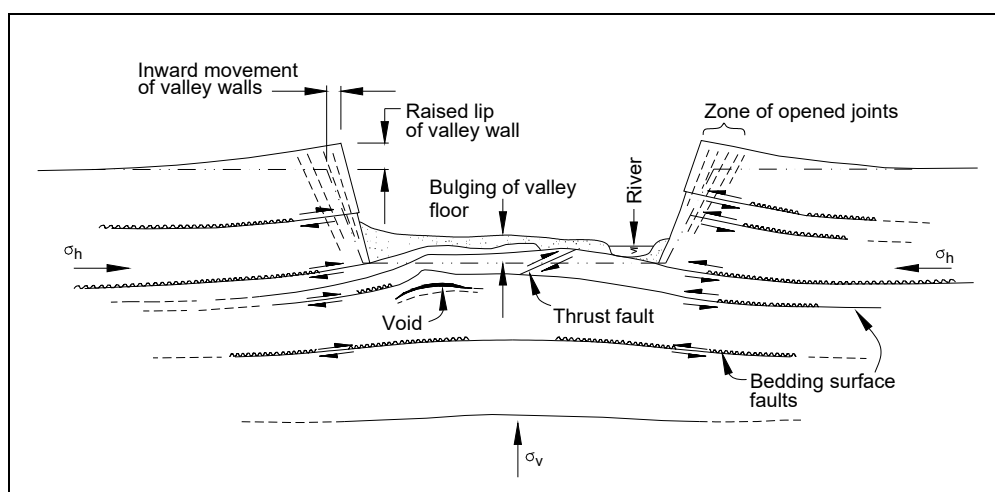 Inward movement
of valley walls
Raised lip
of valley wall
Zone of opened joints
Bulging of valley
floor
River
σh
σh
Void
Thrust fault
Bedding surface
faults
σv